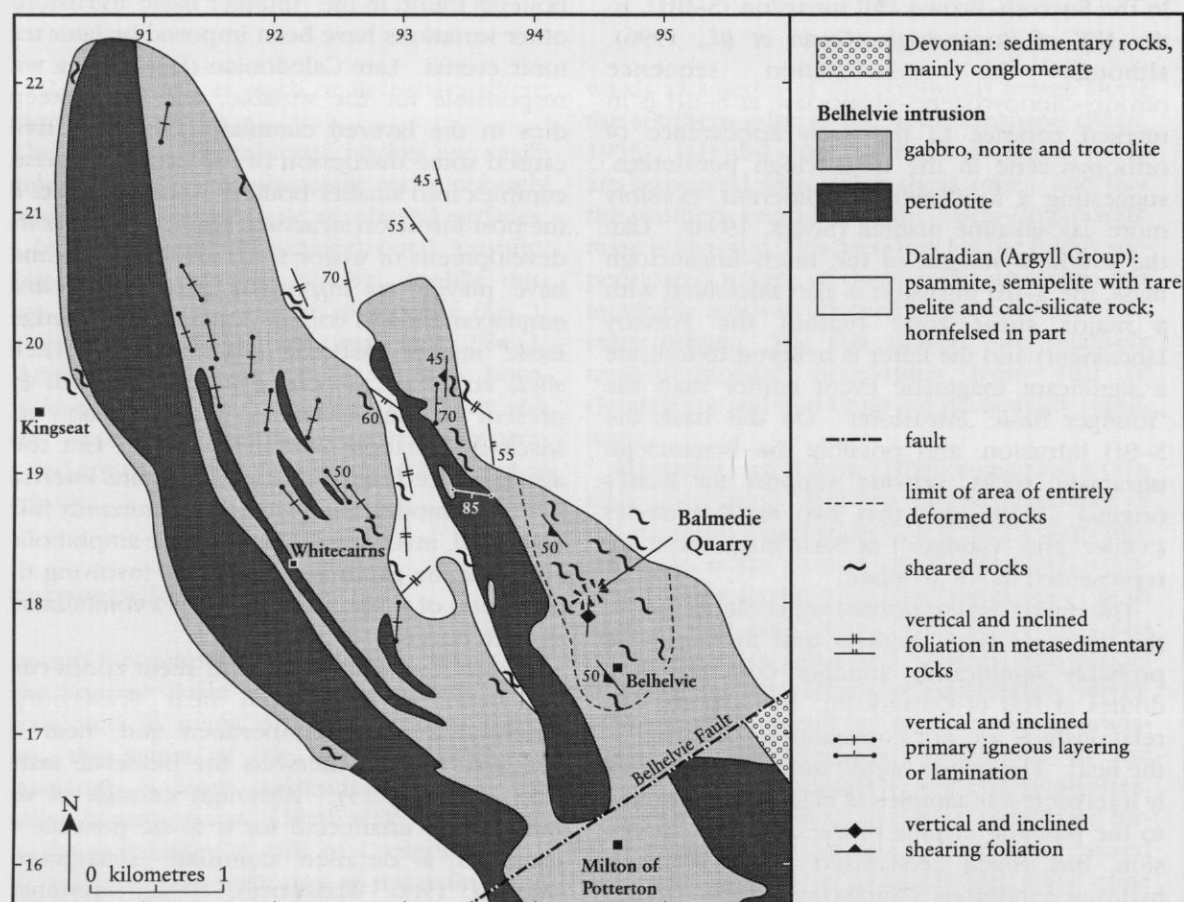 91
92
93
94
95
22
21
20
19
18
17
16
45
55
70
45
60
70
55
50
85
50
50
Kingseat
Whitecairns
Balmedie
Quarry
Belhelvie
Belhelvie Fault
Milton of
Potterton
N
0 kilometres 1
Devonian: sedimentary rocks,
mainly conglomerate
Belhelvie intrusion
gabbro, norite and troctolite
peridotite
Dalradian (Argyll Group):
psammite, semipelite with rare
pelite and calc-silicate rock;
hornfelsed in part
fault
limit of area of entirely
deformed rocks
sheared rocks
vertical and inclined
foliation in metasedimentary
rocks
vertical and inclined
primary igneous layering
or lamination
vertical and inclined
shearing foliation